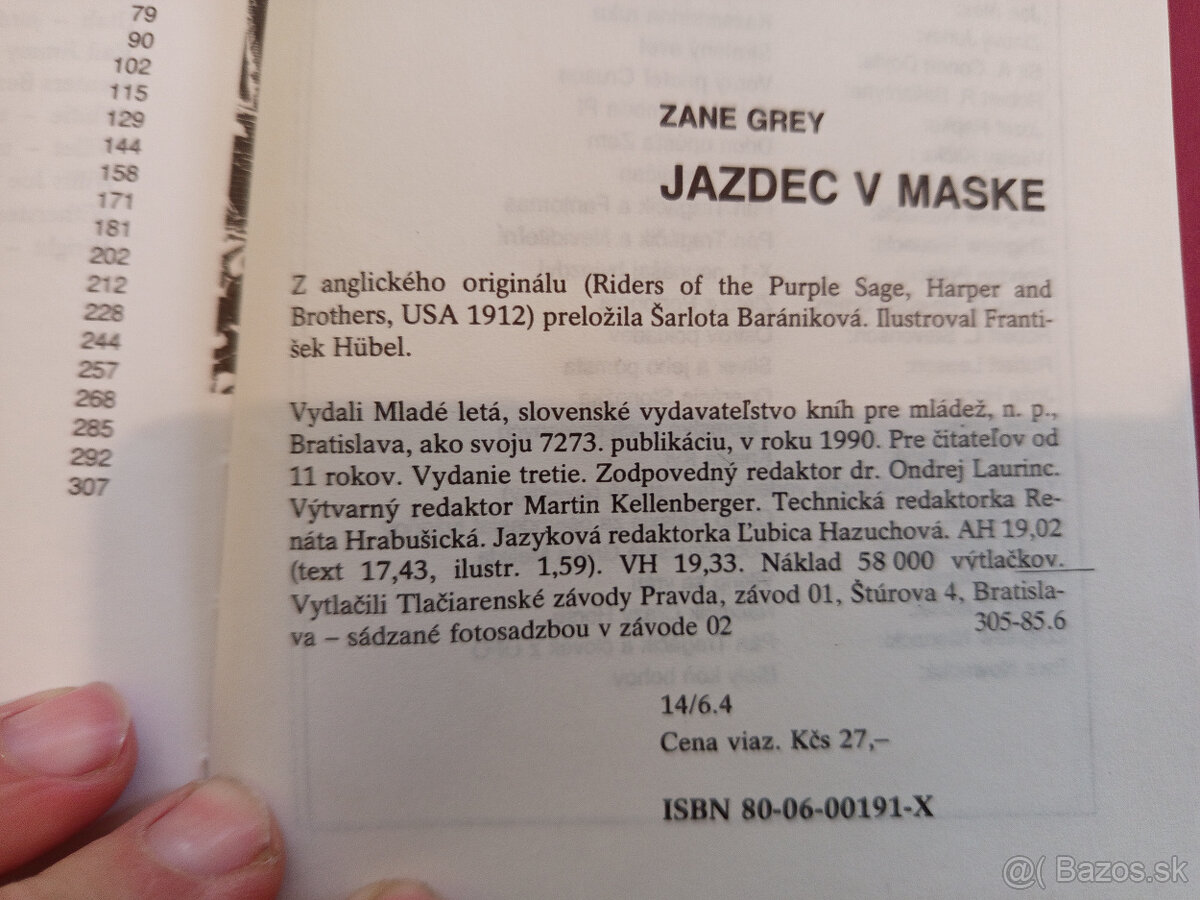 79
90
102
115
129
144
158
171
181
202
212
228
244
257
268
285
292
307
ZANE GREY
JAZDEC V MASKE
Z anglického originálu (Riders of the Purple Sage, Harper and
Brothers, USA 1912) preložila Šarlota Barániková. Ilustroval Franti-
šek Hübel.
Vydali Mladé letá, slovenské vydavateľstvo kníh pre mládež, n. p.,
Bratislava, ako svoju 7273. publikáciu, v roku 1990. Pre čitateľov od
11 rokov. Vydanie tretie. Zodpovedný redaktor dr. Ondrej Laurinc.
Výtvarný redaktor Martin Kellenberger. Technická redaktorka Re-
náta Hrabušická. Jazyková redaktorka Ľubica Hazuchová. AH 19,02
(text 17,43, ilustr. 1,59). VH 19,33. Náklad 58 000 výtlačkov.
Vytlačili Tlačiarenské závody Pravda, závod 01, Štúrova 4, Bratisla-
va – sádzané fotosadzbou v závode 02 305-85.6
14/6.4
Cena viaz. Kčs 27,–
ISBN 80-06-00191-X
@( Bazos.sk